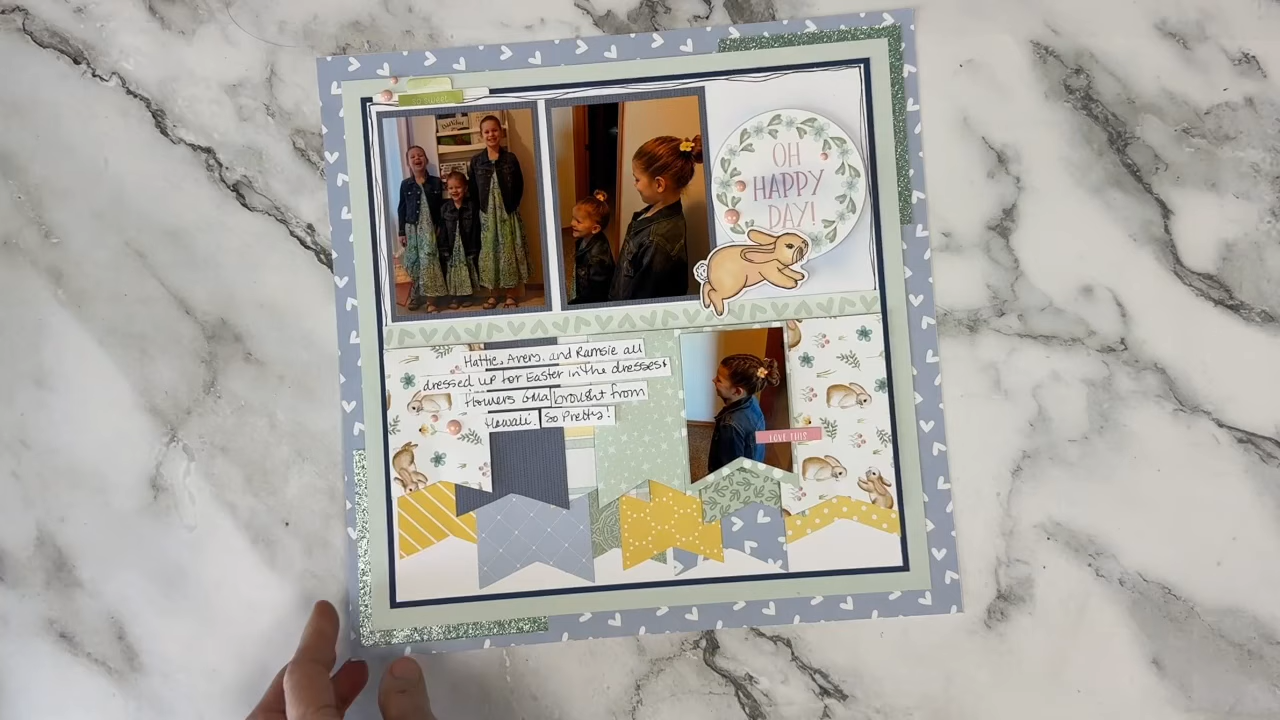 so sweet
OH
HAPPY
DAY!
Hattie, Avery, and Ramsie all
dressed up for Easter in the dresses &
flowers GMa brought from
Hawaii. So Pretty!
LOVE THIS